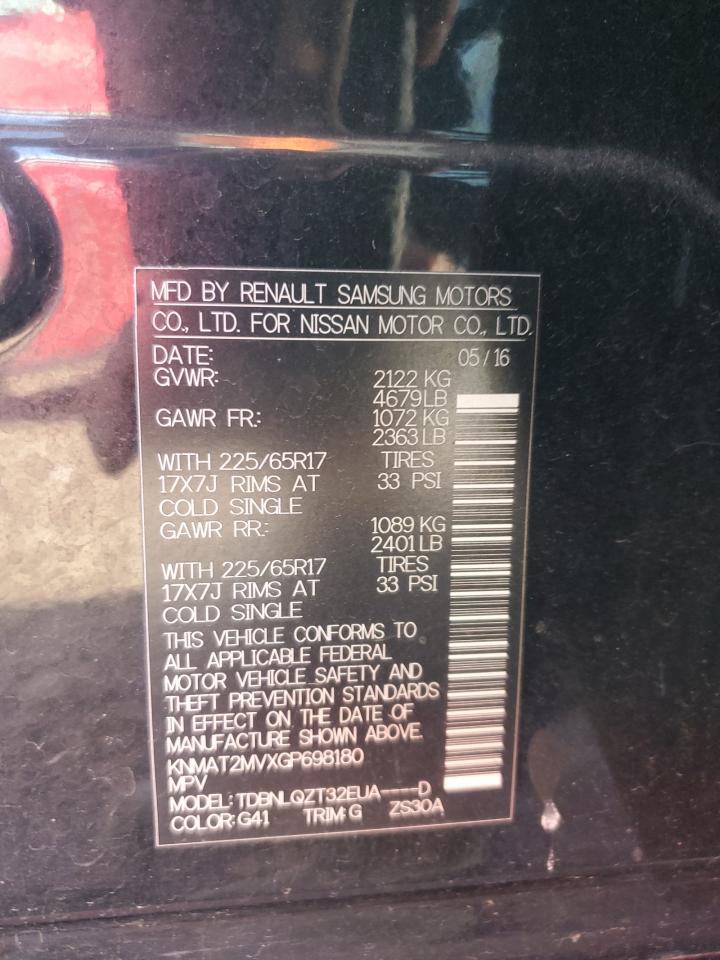 MFD BY RENAULT SAMSUNG MOTORS
CO., LTD. FOR NISSAN MOTOR CO., LTD.
DATE: 05/16
GVWR: 2122 KG
4679LB
GAWR FR.: 1072 KG
2363LB
WITH 225/65R17 TIRES
17X7J RIMS AT 33 PSI
COLD SINGLE
GAWR RR.: 1089 KG
2401LB
WITH 225/65R17 TIRES
17X7J RIMS AT 33 PSI
COLD SINGLE
THIS VEHICLE CONFORMS TO
ALL APPLICABLE FEDERAL
MOTOR VEHICLE SAFETY AND
THEFT PREVENTION STANDARDS
IN EFFECT ON THE DATE OF
MANUFACTURE SHOWN ABOVE.
KNMAT2MVXGP698180
MPV
MODEL: TDBNLQZT32EUA----D
COLOR:G41 TRIM:G ZS30A